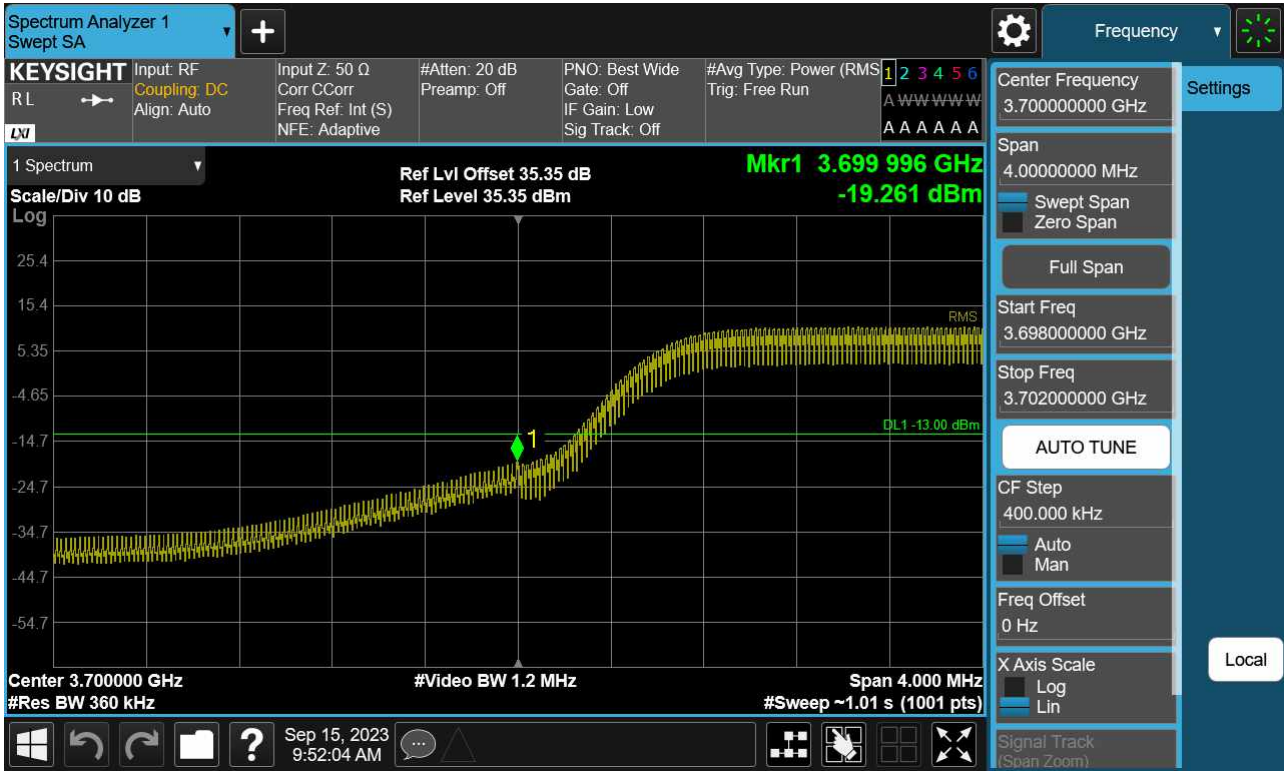 Spectrum Analyzer 1
Swept SA
Frequency
KEYSIGHT
R L
LXI
Input: RF
Coupling: DC
Align: Auto
Input Z: 50 Ω
Corr CCorr
Freq Ref: Int (S)
NFE: Adaptive
#Atten: 20 dB
Preamp: Off
PNO: Best Wide
Gate: Off
IF Gain: Low
Sig Track: Off
#Avg Type: Power (RMS
Trig: Free Run
1 2 3 4 5 6
A W W W W W
A A A A A A
1 Spectrum
Scale/Div 10 dB
Log
Ref Lvl Offset 35.35 dB
Ref Level 35.35 dBm
Mkr1 3.699 996 GHz
-19.261 dBm
25.4
15.4
5.35
-4.65
-14.7
-24.7
-34.7
-44.7
-54.7
RMS
DL1 -13.00 dBm
1
Center 3.700000 GHz
#Res BW 360 kHz
#Video BW 1.2 MHz
Span 4.000 MHz
#Sweep ~1.01 s (1001 pts)
Center Frequency
3.700000000 GHz
Span
4.00000000 MHz
Swept Span
Zero Span
Full Span
Start Freq
3.698000000 GHz
Stop Freq
3.702000000 GHz
AUTO TUNE
CF Step
400.000 kHz
Auto
Man
Freq Offset
0 Hz
X Axis Scale
Log
Lin
Signal Track
(Span Zoom)
Settings
Local
?
Sep 15, 2023
9:52:04 AM